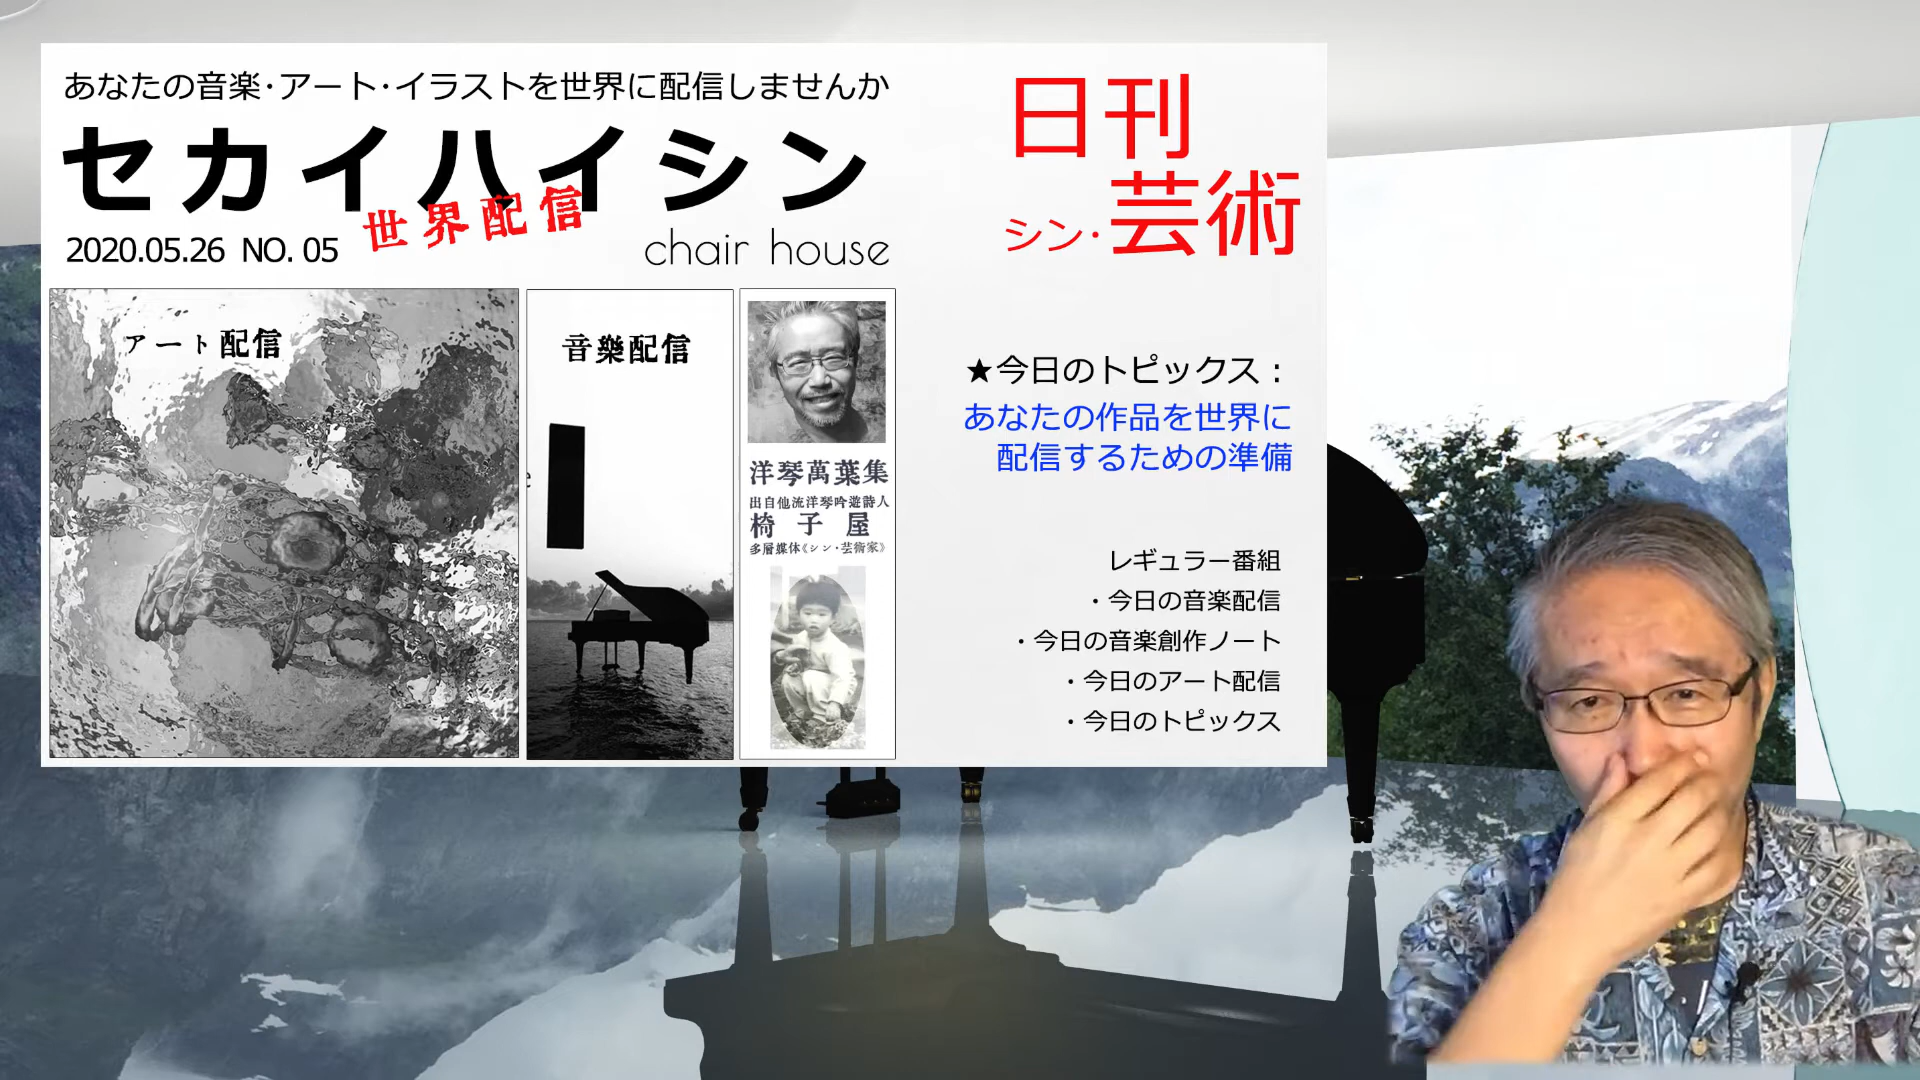 あなたの音楽・アート・イラストを世界に配信しませんか
セカイハイシン
世界配信
2020.05.26 NO. 05
chair house
アート配信
音樂配信
洋琴萬葉集
出自他流洋琴吟遊詩人
椅子屋
多層媒体《シン・芸術家》
日刊
シン・芸術
★今日のトピックス：
あなたの作品を世界に
配信するための準備
レギュラー番組
・今日の音楽配信
・今日の音楽創作ノート
・今日のアート配信
・今日のトピックス